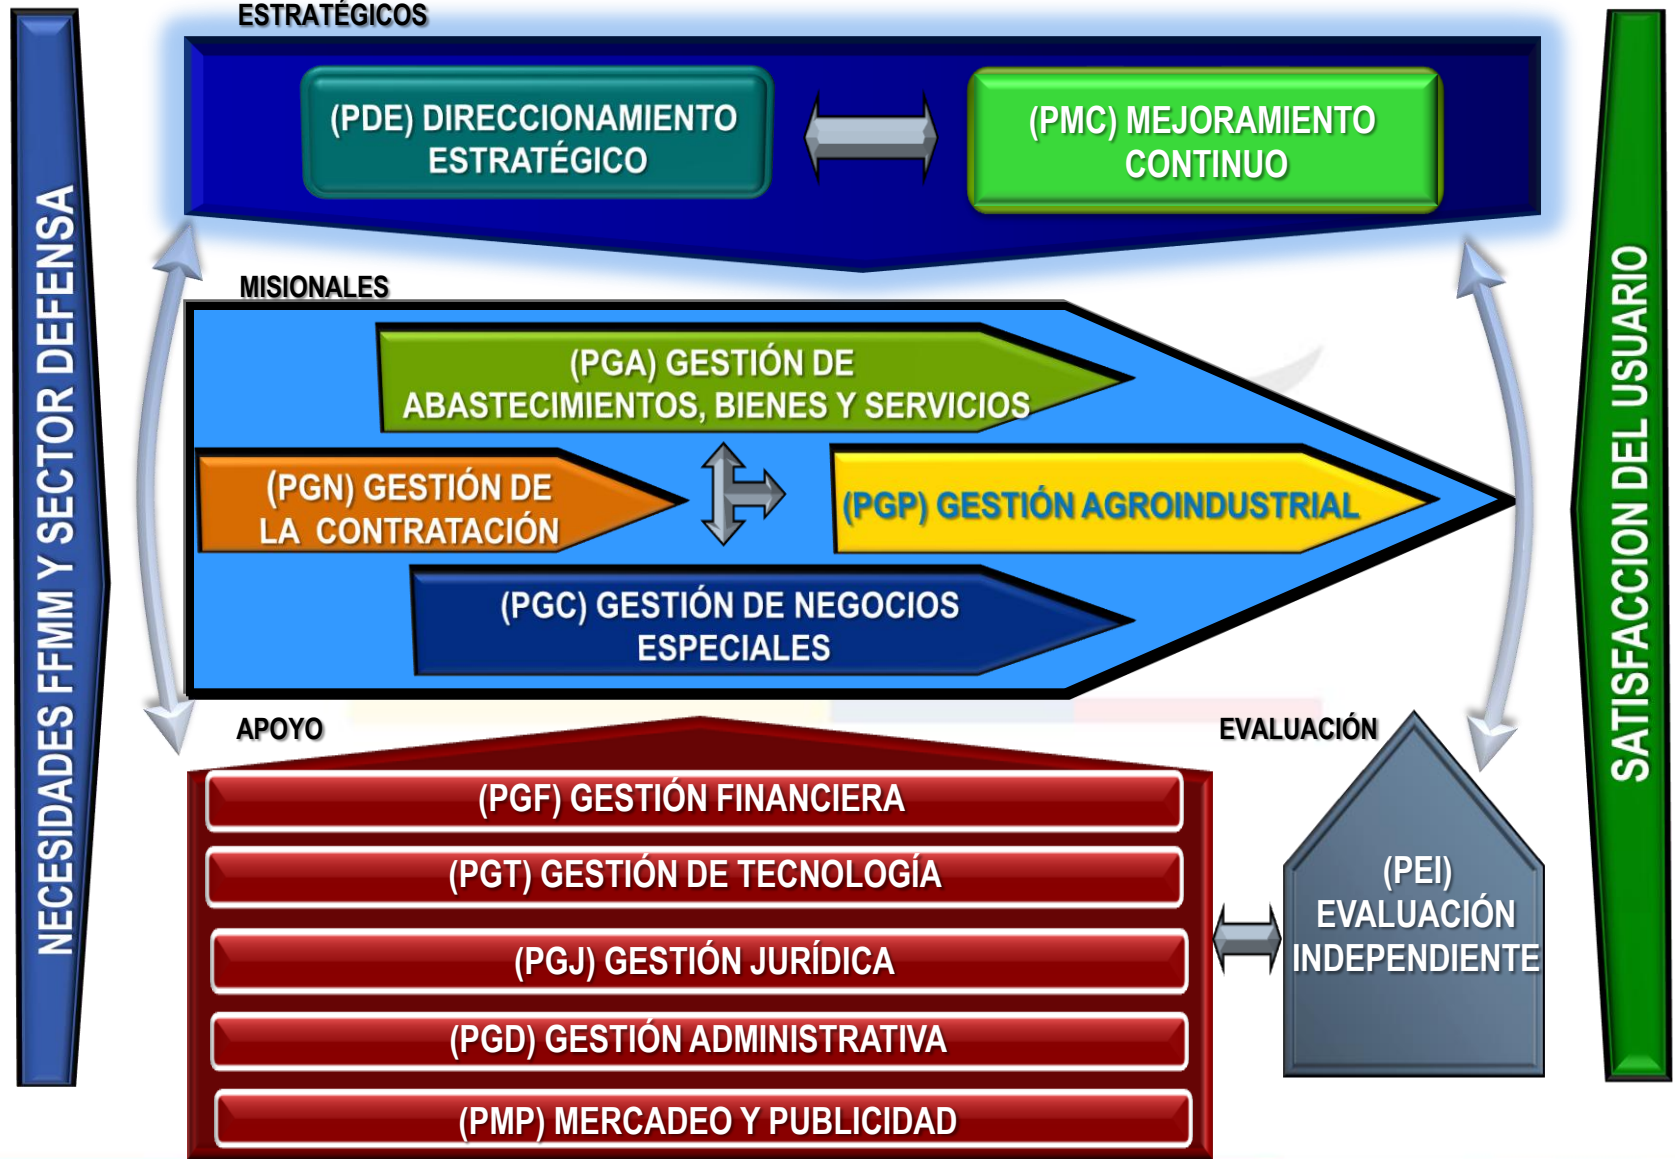 ESTRATÉGICOS
(PDE) DIRECCIONAMIENTO
ESTRATÉGICO
(PMC) MEJORAMIENTO
CONTINUO
NECESIDADES FFMM Y SECTOR DEFENSA
MISIONALES
(PGA) GESTIÓN DE
ABASTECIMIENTOS, BIENES Y SERVICIOS
(PGN) GESTIÓN DE
LA CONTRATACIÓN
(PGP) GESTIÓN AGROINDUSTRIAL
(PGC) GESTIÓN DE NEGOCIOS
ESPECIALES
SATISFACCION DEL USUARIO
APOYO
(PGF) GESTIÓN FINANCIERA
(PGT) GESTIÓN DE TECNOLOGÍA
(PGJ) GESTIÓN JURÍDICA
(PGD) GESTIÓN ADMINISTRATIVA
(PMP) MERCADEO Y PUBLICIDAD
EVALUACIÓN
(PEI)
EVALUACIÓN
INDEPENDIENTE